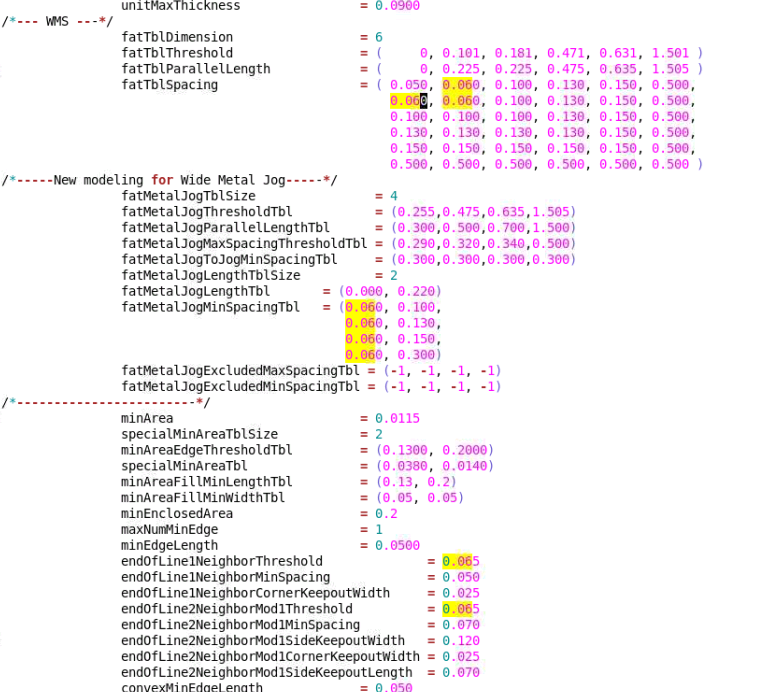 unitMaxThickness = 0.0900
/*--- WMS ---*/
fatTblDimension = 6
fatTblThreshold = ( 0, 0.101, 0.181, 0.471, 0.631, 1.501 )
fatTblParallelLength = ( 0, 0.225, 0.225, 0.475, 0.635, 1.505 )
fatTblSpacing = ( 0.050, 0.060, 0.100, 0.130, 0.150, 0.500,
0.060, 0.060, 0.100, 0.130, 0.150, 0.500,
0.100, 0.100, 0.100, 0.130, 0.150, 0.500,
0.130, 0.130, 0.130, 0.130, 0.150, 0.500,
0.150, 0.150, 0.150, 0.150, 0.150, 0.500,
0.500, 0.500, 0.500, 0.500, 0.500, 0.500 )
/*-----New modeling for Wide Metal Jog-----*/
fatMetalJogTblSize = 4
fatMetalJogThresholdTbl = (0.255,0.475,0.635,1.505)
fatMetalJogParallelLengthTbl = (0.300,0.500,0.700,1.500)
fatMetalJogMaxSpacingThresholdTbl = (0.290,0.320,0.340,0.500)
fatMetalJogToJogMinSpacingTbl = (0.300,0.300,0.300,0.300)
fatMetalJogLengthTblSize = 2
fatMetalJogLengthTbl = (0.000, 0.220)
fatMetalJogMinSpacingTbl = (0.060, 0.100,
0.060, 0.130,
0.060, 0.150,
0.060, 0.300)
fatMetalJogExcludedMaxSpacingTbl = (-1, -1, -1, -1)
fatMetalJogExcludedMinSpacingTbl = (-1, -1, -1, -1)
/*------------------------*/
minArea = 0.0115
specialMinAreaTblSize = 2
minAreaEdgeThresholdTbl = (0.1300, 0.2000)
specialMinAreaTbl = (0.0380, 0.0140)
minAreaFillMinLengthTbl = (0.13, 0.2)
minAreaFillMinWidthTbl = (0.05, 0.05)
minEnclosedArea = 0.2
maxNumMinEdge = 1
minEdgeLength = 0.0500
endOfLine1NeighborThreshold = 0.065
endOfLine1NeighborMinSpacing = 0.050
endOfLine1NeighborCornerKeepoutWidth = 0.025
endOfLine2NeighborMod1Threshold = 0.065
endOfLine2NeighborMod1MinSpacing = 0.070
endOfLine2NeighborMod1SideKeepoutWidth = 0.120
endOfLine2NeighborMod1CornerKeepoutWidth = 0.025
endOfLine2NeighborMod1SideKeepoutLength = 0.070
convexMinEdgeLength = 0.050